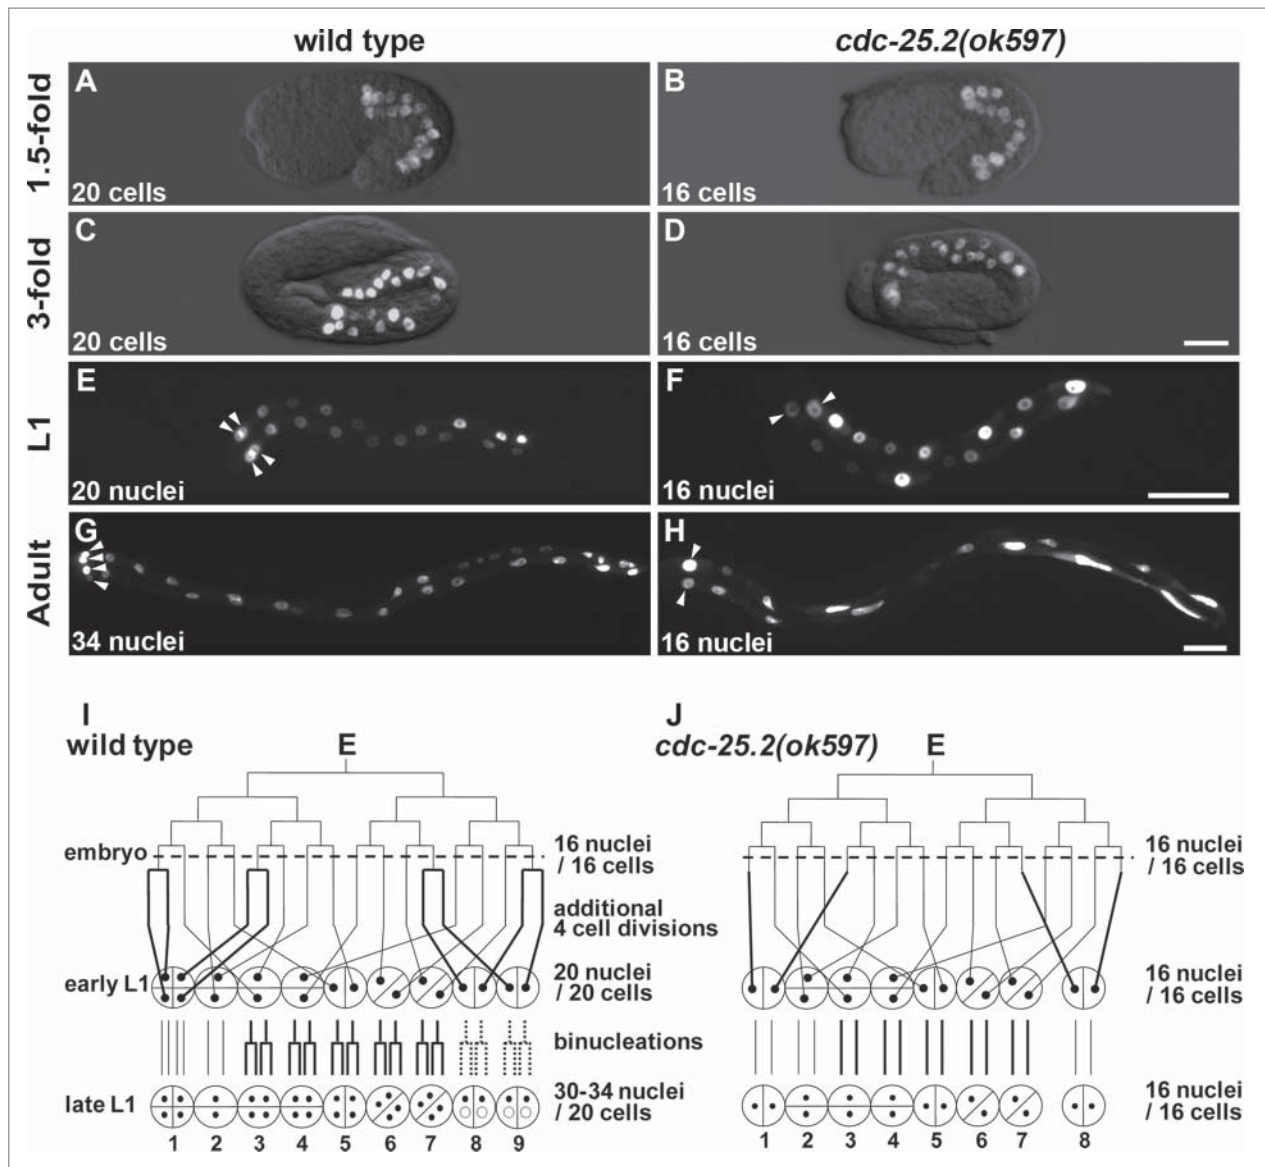 wild type
cdc-25.2(ok597)
1.5-fold
A
20 cells
B
16 cells
3-fold
C
20 cells
D
16 cells
L1
E
20 nuclei
F
16 nuclei
Adult
G
34 nuclei
H
16 nuclei
I
wild type
E
embryo
16 nuclei
/ 16 cells
additional
4 cell divisions
early L1
20 nuclei
/ 20 cells
binucleations
late L1
30-34 nuclei
/ 20 cells
1 2 3 4 5 6 7 8 9
J
cdc-25.2(ok597)
E
16 nuclei
/ 16 cells
16 nuclei
/ 16 cells
16 nuclei
/ 16 cells
1 2 3 4 5 6 7 8